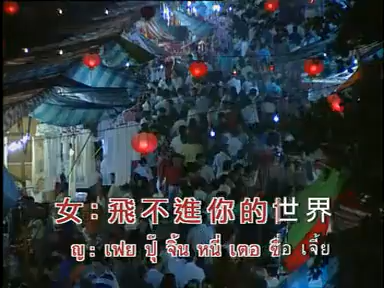 女:飛不進你的世界
ญ: เฟย ปู๊ จิ้น หนี่ เตอ ซื่อ เจี้ย